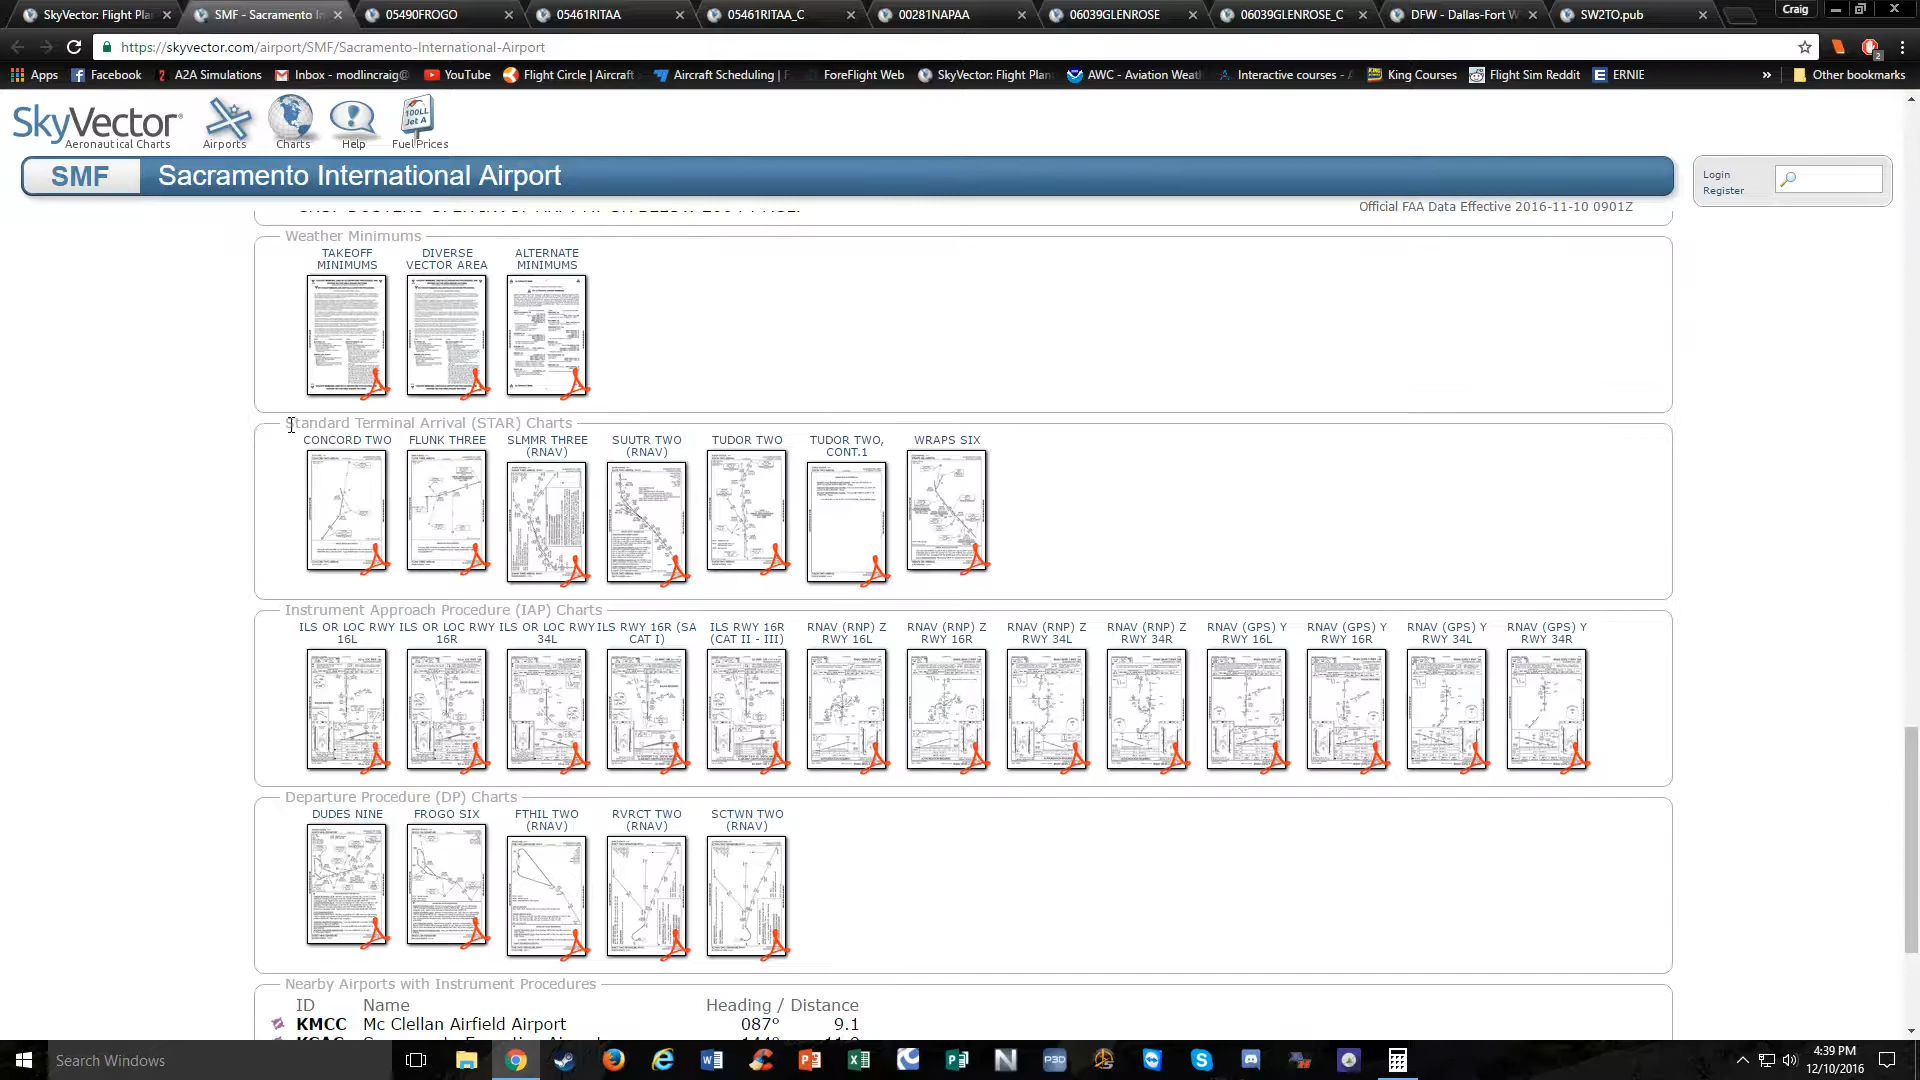 SkyVector: Flight Pla
SMF - Sacramento In
05490FROGO
05461RITAA
05461RITAA_C
00281NAPAA
06039GLENROSE
06039GLENROSE_C
DFW - Dallas-Fort W
SW2TO.pub
Craig
https://skyvector.com/airport/SMF/Sacramento-International-Airport
Apps
Facebook
A2A Simulations
Inbox - modlincraig@
YouTube
Flight Circle | Aircraft
Aircraft Scheduling | F
ForeFlight Web
SkyVector: Flight Plan
AWC - Aviation Weat
Interactive courses - A
King Courses
Flight Sim Reddit
ERNIE
Other bookmarks
SkyVector
Aeronautical Charts
Airports
Charts
Help
100LL
Jet A
Fuel Prices
SMF
Sacramento International Airport
Login
Register
Official FAA Data Effective 2016-11-10 0901Z
Weather Minimums
TAKEOFF
MINIMUMS
DIVERSE
VECTOR AREA
ALTERNATE
MINIMUMS
Standard Terminal Arrival (STAR) Charts
CONCORD TWO
FLUNK THREE
SLMMR THREE
(RNAV)
SUUTR TWO
(RNAV)
TUDOR TWO
TUDOR TWO,
CONT.1
WRAPS SIX
Instrument Approach Procedure (IAP) Charts
ILS OR LOC RWY
16L
ILS OR LOC RWY
16R
ILS OR LOC RWY
34L
ILS RWY 16R (SA
CAT I)
ILS RWY 16R
(CAT II - III)
RNAV (RNP) Z
RWY 16L
RNAV (RNP) Z
RWY 16R
RNAV (RNP) Z
RWY 34L
RNAV (RNP) Z
RWY 34R
RNAV (GPS) Y
RWY 16L
RNAV (GPS) Y
RWY 16R
RNAV (GPS) Y
RWY 34L
RNAV (GPS) Y
RWY 34R
Departure Procedure (DP) Charts
DUDES NINE
FROGO SIX
FTHIL TWO
(RNAV)
RVRCT TWO
(RNAV)
SCTWN TWO
(RNAV)
Nearby Airports with Instrument Procedures
ID Name Heading / Distance
KMCC Mc Clellan Airfield Airport 087° 9.1
Search Windows
P3D
4:39 PM
12/10/2016